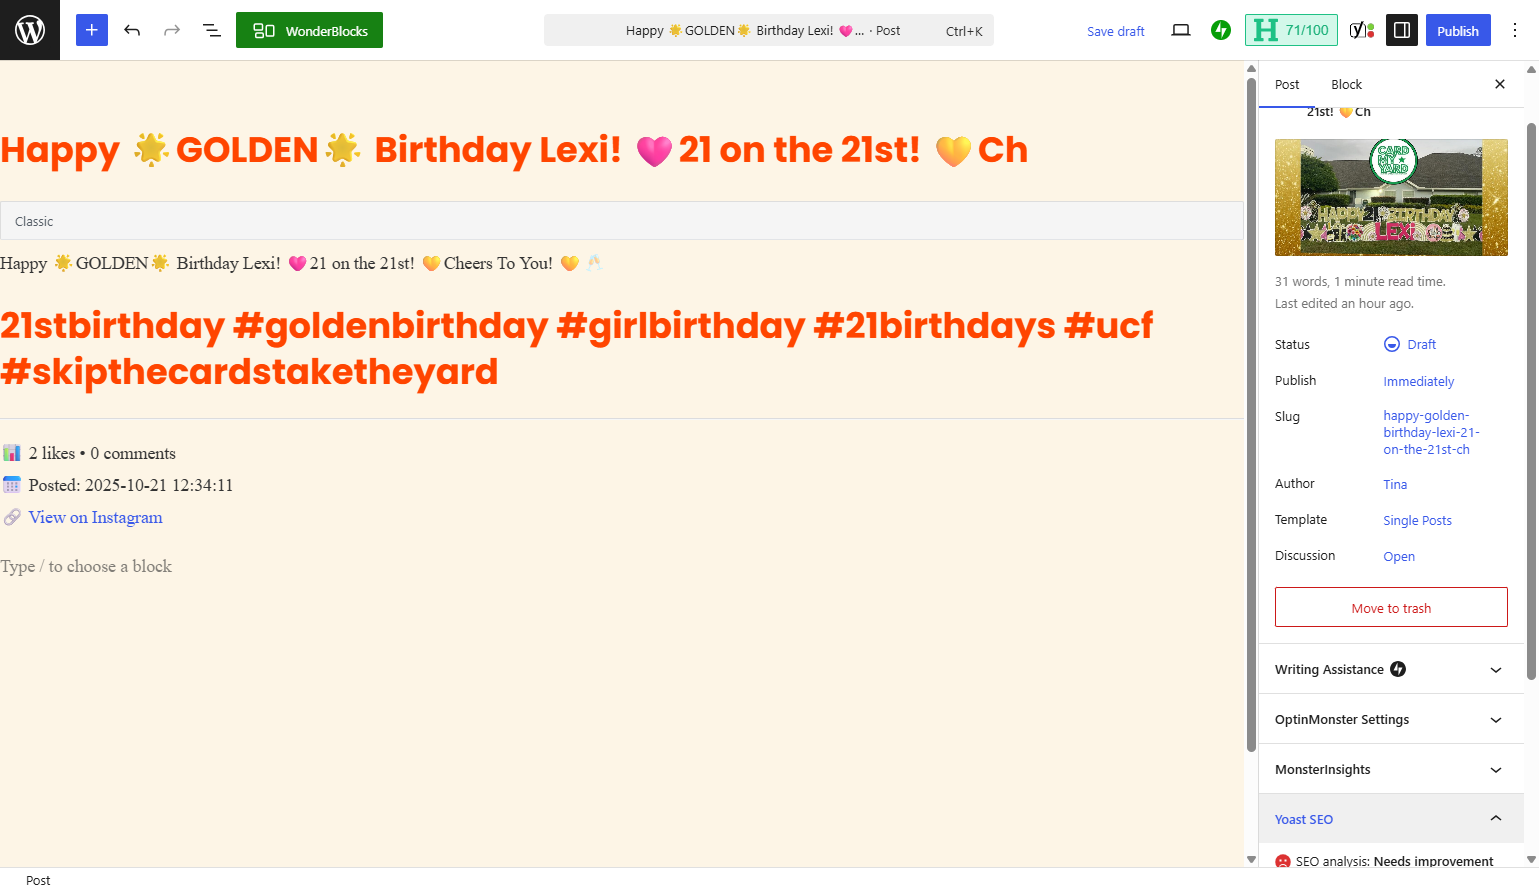 WonderBlocks
Happy 🌟GOLDEN🌟 Birthday Lexi! 💖... · Post Ctrl+K
Save draft
71/100
Publish
Post Block
21st! 💛Ch
CARD
MY★
YARD
HAPPY BIRTHDAY
LEXi
31 words, 1 minute read time.
Last edited an hour ago.
Status Draft
Publish Immediately
Slug happy-golden-
birthday-lexi-21-
on-the-21st-ch
Author Tina
Template Single Posts
Discussion Open
Move to trash
Writing Assistance
OptinMonster Settings
MonsterInsights
Yoast SEO
SEO analysis: Needs improvement
Happy 🌟GOLDEN🌟 Birthday Lexi! 💖21 on the 21st! 💛Ch
Classic
Happy 🌟GOLDEN🌟 Birthday Lexi! 💖21 on the 21st! 💛Cheers To You! 💛 🥂
21stbirthday #goldenbirthday #girlbirthday #21birthdays #ucf
#skipthecardstaketheyard
📊 2 likes • 0 comments
📅 Posted: 2025-10-21 12:34:11
🔗 View on Instagram
Type / to choose a block
Post